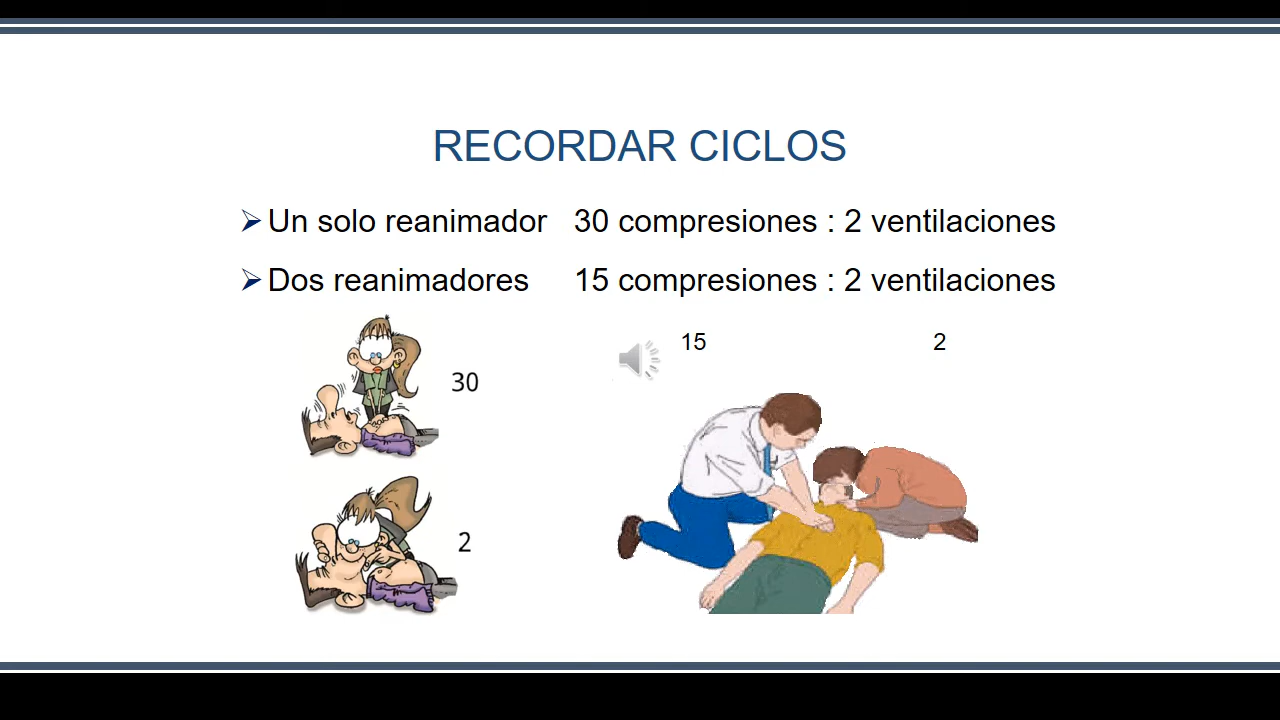 RECORDAR CICLOS
Un solo reanimador 30 compresiones : 2 ventilaciones
Dos reanimadores 15 compresiones : 2 ventilaciones
15 2
30
2